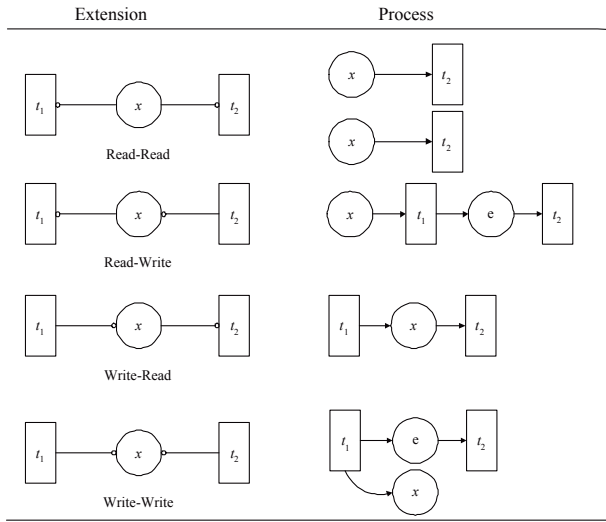 Extension Process
x t2
t1 x t2
x t2
Read-Read
t1 x t2 x t1 e t2
Read-Write
t1 x t2 t1 x t2
Write-Read
t1 x t2 t1 e t2
x
Write-Write